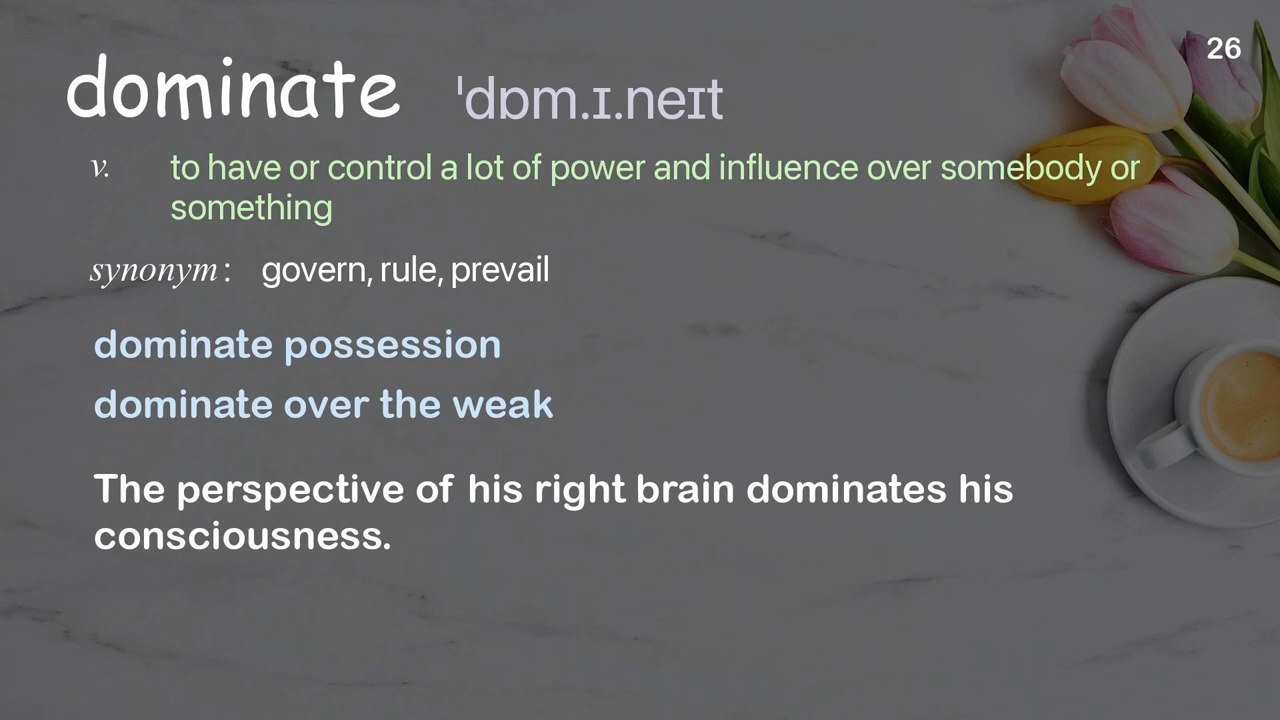 26
dominate ˈdɒm.ɪ.neɪt
v. to have or control a lot of power and influence over somebody or
something
synonym: govern, rule, prevail
dominate possession
dominate over the weak
The perspective of his right brain dominates his
consciousness.